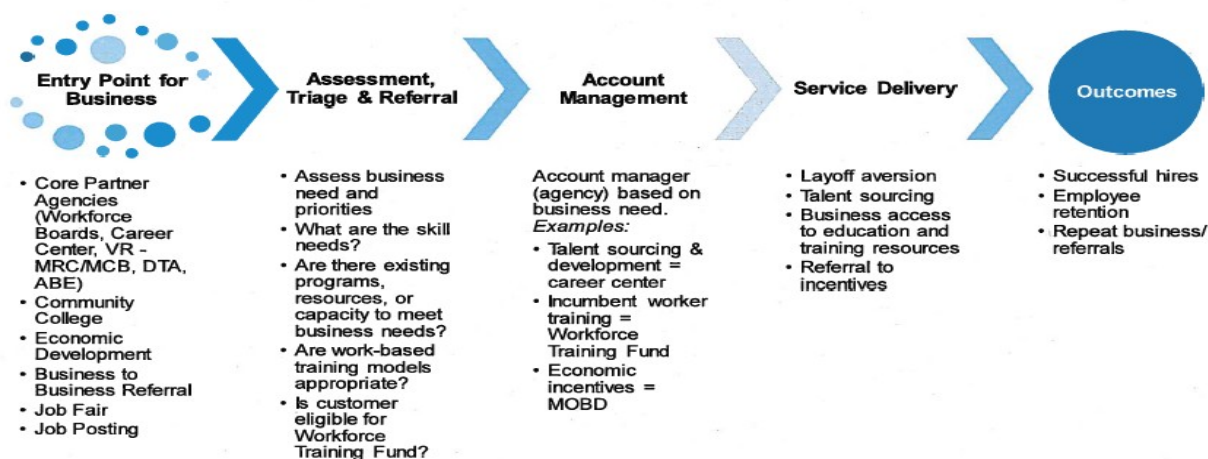 Entry Point for
Business
• Core Partner
Agencies
(Workforce
Boards, Career
Center, VR -
MRC/MCB, DTA,
ABE)
• Community
College
• Economic
Development
• Business to
Business Referral
• Job Fair
• Job Posting
Assessment,
Triage & Referral
• Assess business
need and
priorities
• What are the skill
needs?
• Are there existing
programs,
resources, or
capacity to meet
business needs?
• Are work-based
training models
appropriate?
• Is customer
eligible for
Workforce
Training Fund?
Account
Management
Account manager
(agency) based on
business need.
Examples:
• Talent sourcing &
development =
career center
• Incumbent worker
training =
Workforce
Training Fund
• Economic
incentives =
MOBD
Service Delivery
• Layoff aversion
• Talent sourcing
• Business access
to education and
training resources
• Referral to
incentives
Outcomes
• Successful hires
• Employee
retention
• Repeat business/
referrals